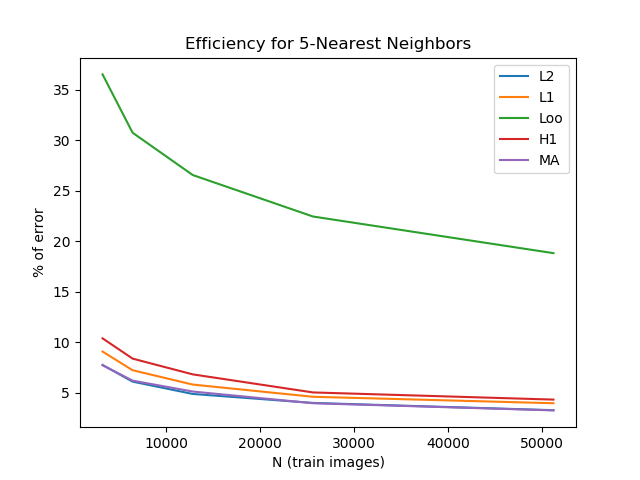 Efficiency for 5-Nearest Neighbors
L2
L1
Loo
H1
MA
% of error
35
30
25
20
15
10
5
10000
20000
30000
40000
50000
N (train images)